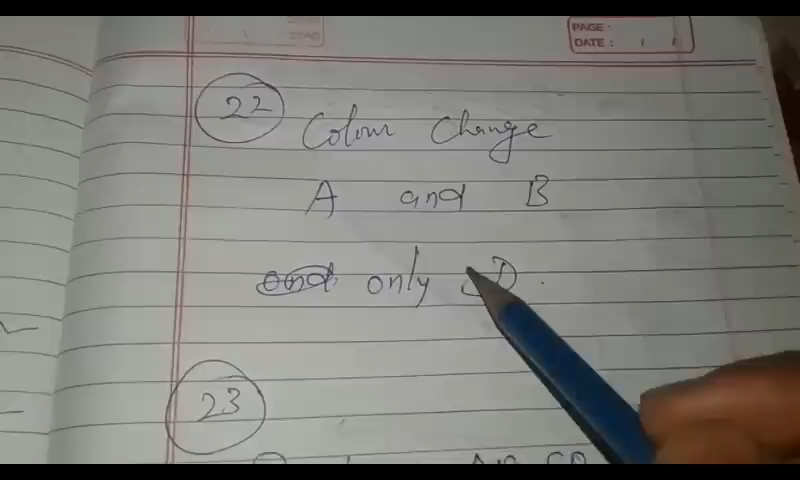 PAGE:
DATE: / /
22 Colour Change
A and B
only D.
23